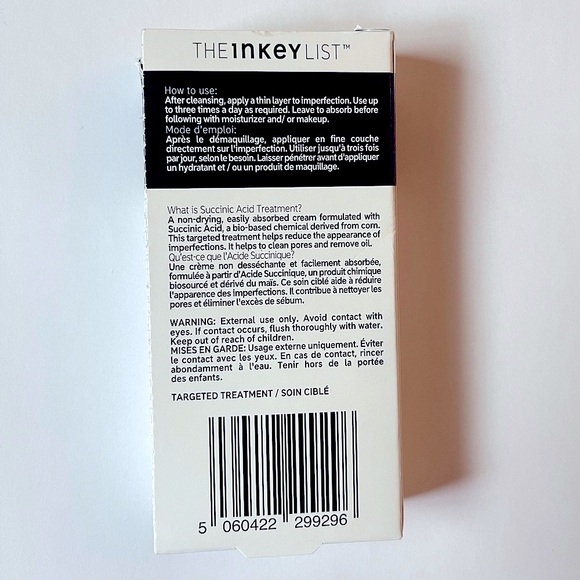 THE INKEY LIST™
How to use:
After cleansing, apply a thin layer to imperfection. Use up
to three times a day as required. Leave to absorb before
following with moisturizer and/ or makeup.
Mode d'emploi:
Après le démaquillage, appliquer en fine couche
directement sur l'imperfection. Utiliser jusqu'à trois fois
par jour, selon le besoin. Laisser pénétrer avant d'appliquer
un hydratant et / ou un produit de maquillage.
What is Succinic Acid Treatment?
A non-drying, easily absorbed cream formulated with
Succinic Acid, a bio-based chemical derived from corn.
This targeted treatment helps reduce the appearance of
imperfections. It helps to clean pores and remove oil.
Qu'est-ce que l'Acide Succinique?
Une crème non desséchante et facilement absorbée,
formulée à partir d'Acide Succinique, un produit chimique
biosourcé et dérivé du maïs. Ce soin ciblé aide à réduire
l'apparence des imperfections. Il contribue à nettoyer les
pores et éliminer l'excès de sébum.
WARNING: External use only. Avoid contact with
eyes. If contact occurs, flush thoroughly with water.
Keep out of reach of children.
MISES EN GARDE: Usage externe uniquement. Éviter
le contact avec les yeux. En cas de contact, rincer
abondamment à l'eau. Tenir hors de la portée
des enfants.
TARGETED TREATMENT / SOIN CIBLÉ
5 060422 299296